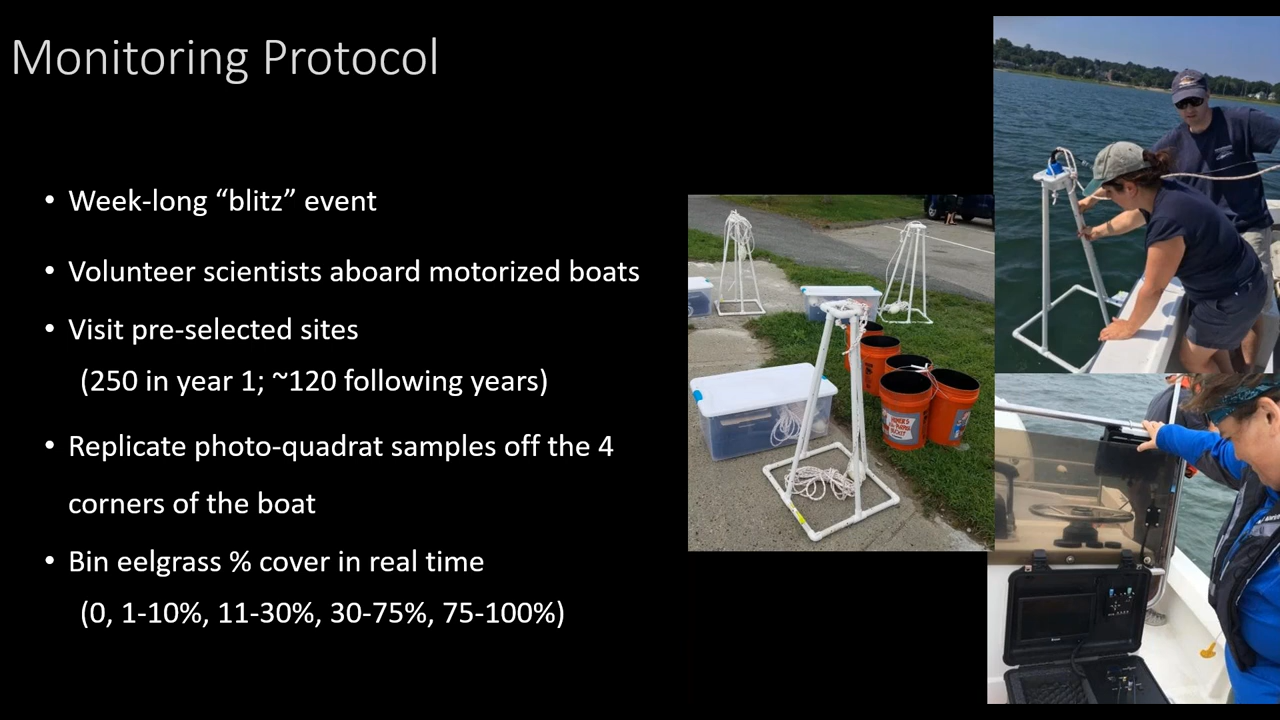 Monitoring Protocol
• Week-long “blitz” event
• Volunteer scientists aboard motorized boats
• Visit pre-selected sites
(250 in year 1; ~120 following years)
• Replicate photo-quadrat samples off the 4
corners of the boat
• Bin eelgrass % cover in real time
(0, 1-10%, 11-30%, 30-75%, 75-100%)